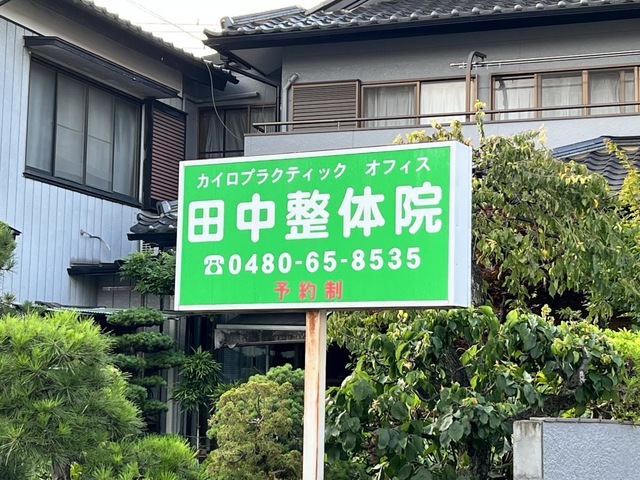 カイロプラクティック オフィス
田中整体院
☎0480-65-8535
予約制